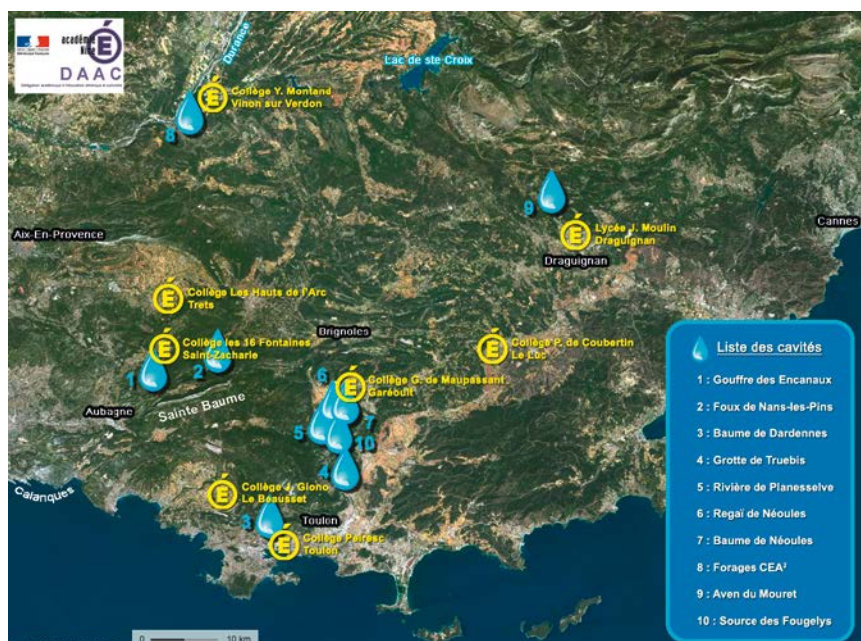 académie
Nice
RÉPUBLIQUE FRANÇAISE
DAAC
Délégation académique à l'éducation artistique et culturelle
Durance
Lac de ste Croix
Collège Y. Montand
Vinon sur Verdon
8
9
Lycée J. Moulin
Draguignan
Draguignan
Cannes
Aix-En-Provence
Collège Les Hauts de l'Arc
Trets
Collège les 16 Fontaines
Saint-Zacharie
Brignoles
Collège P. de Coubertin
Le Luc
1
2
Aubagne
Sainte Baume
6
Collège G. de Maupassant
Garéoult
7
5
10
4
Calanques
Collège J. Giono
Le Beausset
3
Toulon
Collège Peiresc
Toulon
0 10 km
Liste des cavités
1 : Gouffre des Encanaux
2 : Foux de Nans-les-Pins
3 : Baume de Dardennes
4 : Grotte de Truebis
5 : Rivière de Planesselve
6 : Regaï de Néoules
7 : Baume de Néoules
8 : Forages CEA²
9 : Aven du Mouret
10 : Source des Fougelys